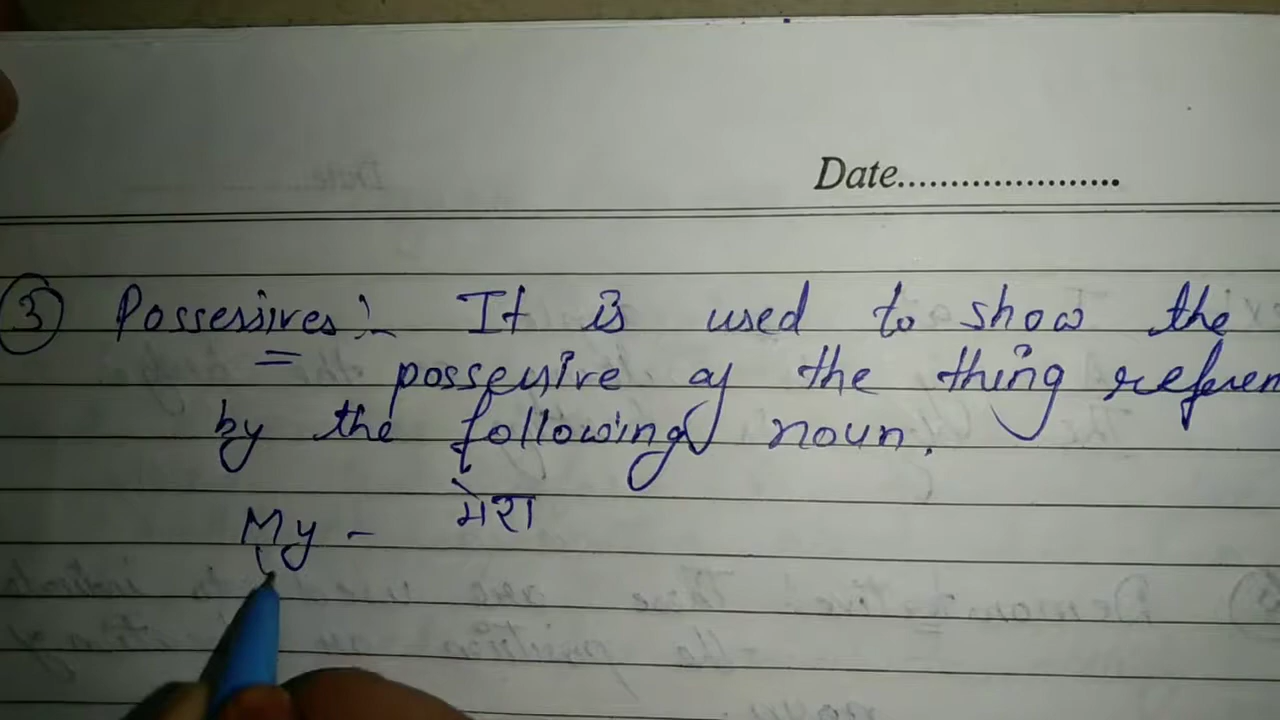 Date.....................
③ Possessives :- It is used to show the
possessive of the thing referen
by the following noun.
My - मेरा